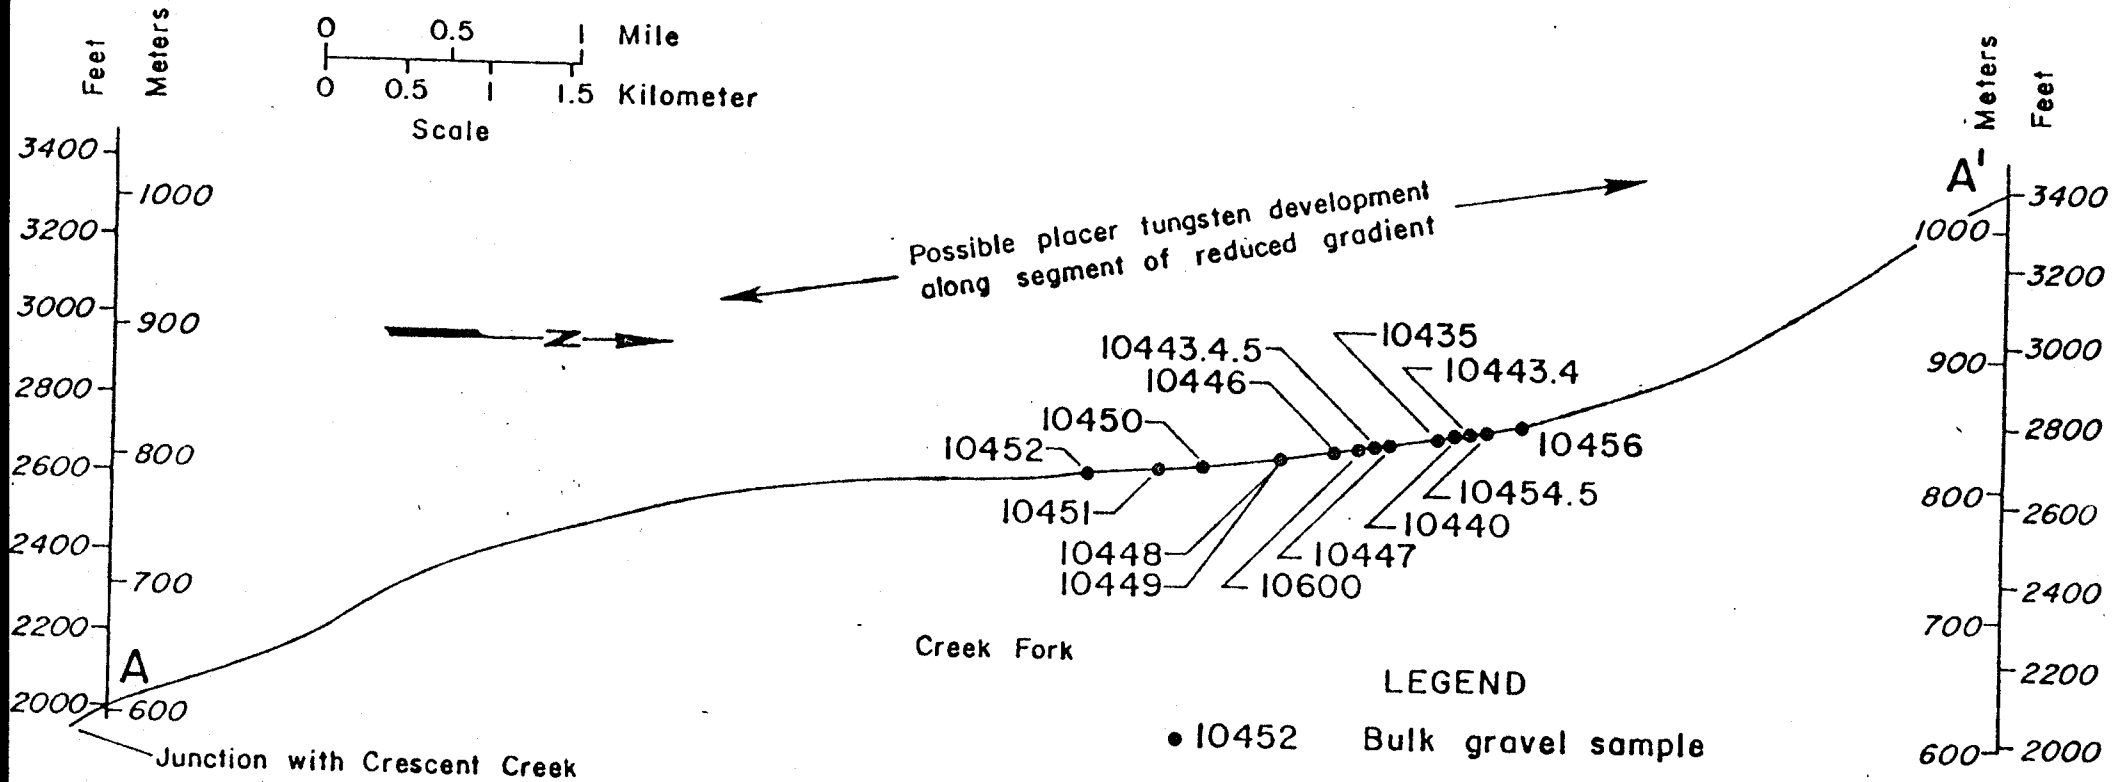 0 0.5 1 Mile
0 0.5 1 1.5 Kilometer
Scale
Feet
Meters
3400
1000
3200
3000
900
2800
800
2600
2400
700
2200
2000
600
A
Junction with Crescent Creek
N
Possible placer tungsten development
along segment of reduced gradient
10435
10443.4.5
10443.4
10446
10450
10452
10456
10451
10454.5
10440
10448
10447
10449
10600
Creek Fork
LEGEND
10452 Bulk gravel sample
Meters
Feet
A'
3400
1000
3200
3000
900
2800
800
2600
2400
700
2200
600
2000